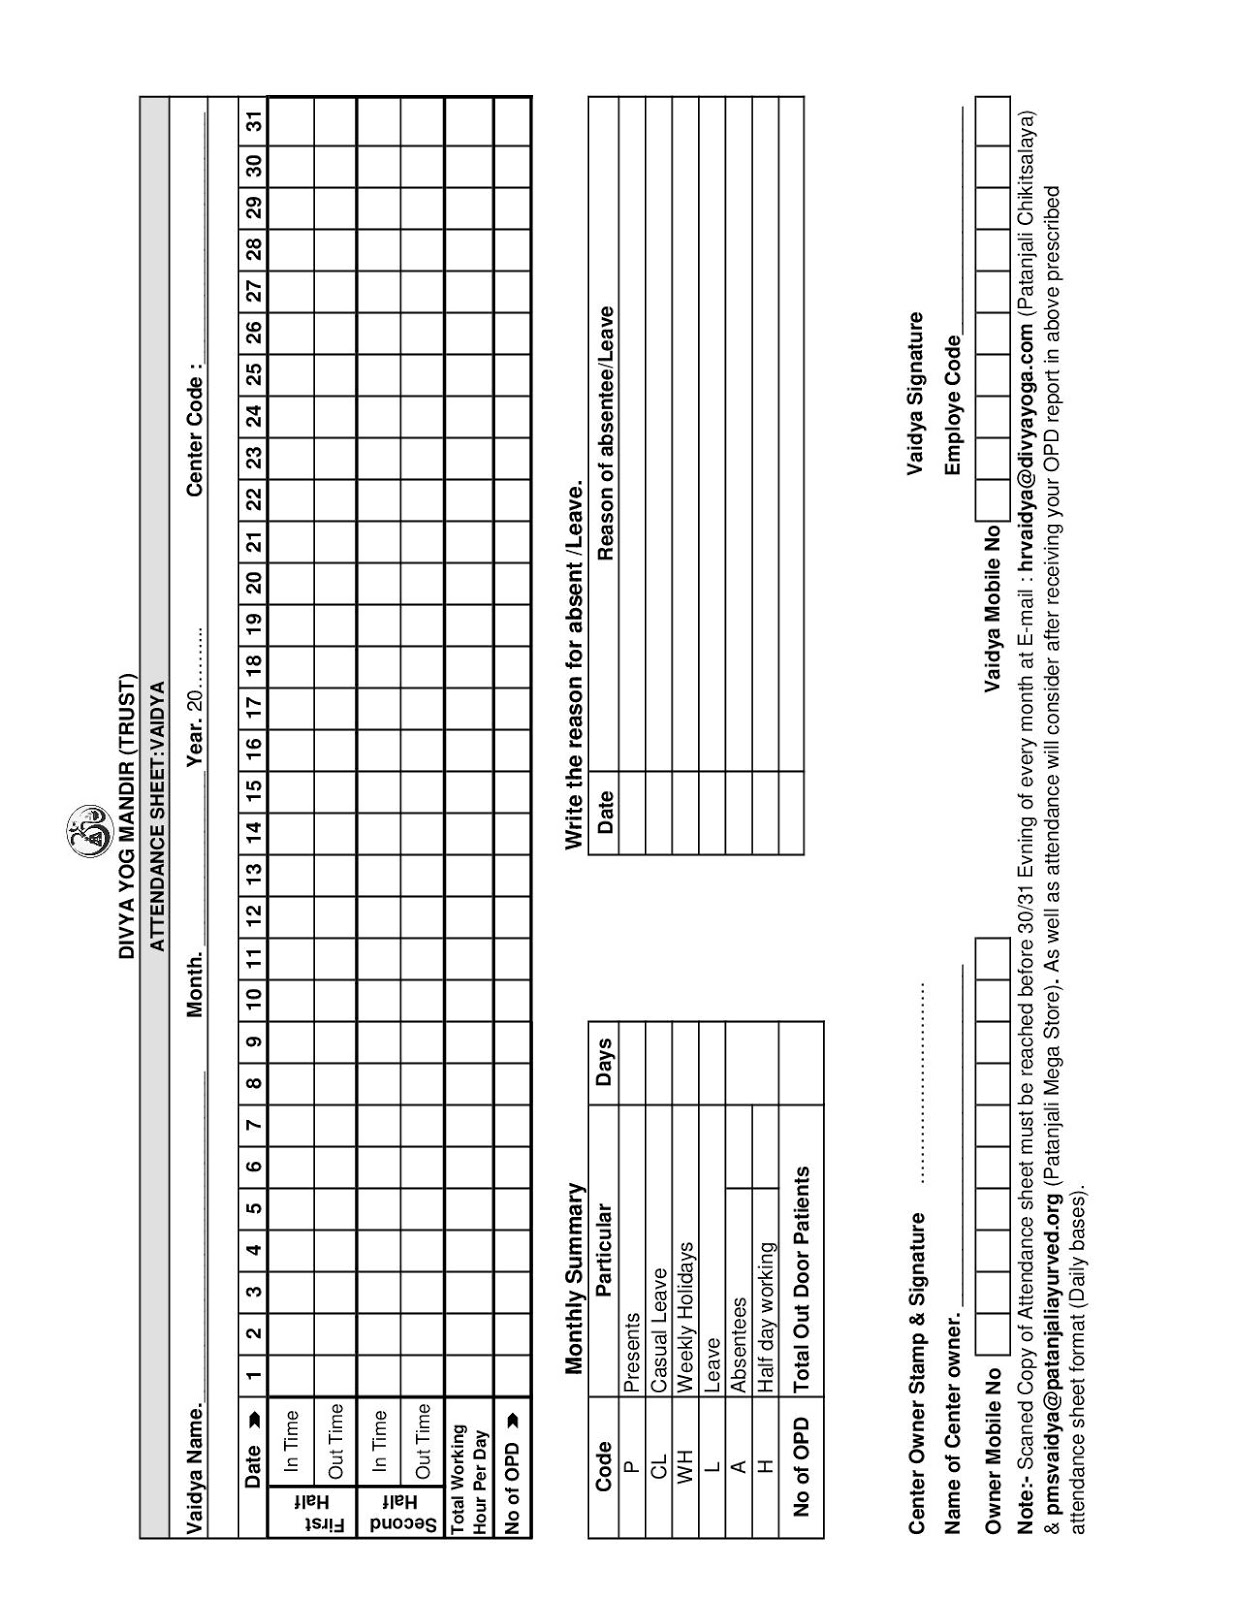 DIVYA YOG MANDIR (TRUST)
ATTENDANCE SHEET:VAIDYA
Vaidya Name. Month. Year. 20.......... Center Code :
Date ➤ 1 2 3 4 5 6 7 8 9 10 11 12 13 14 15 16 17 18 19 20 21 22 23 24 25 26 27 28 29 30 31
First Half In Time
Out Time
Second Half In Time
Out Time
Total Working
Hour Per Day
No of OPD ➤
Monthly Summary
Code Particular Days
P Presents
CL Casual Leave
WH Weekly Holidays
L Leave
A Absentees
H Half day working
No of OPD Total Out Door Patients
Write the reason for absent /Leave.
Date Reason of absentee/Leave
Center Owner Stamp & Signature ..................................... Vaidya Signature
Name of Center owner. Employe Code
Owner Mobile No Vaidya Mobile No
Note:- Scaned Copy of Attendance sheet must be reached before 30/31 Evning of every month at E-mail : hrvaidya@divyayoga.com (Patanjali Chikitsalaya)
& pmsvaidya@patanjaliayurved.org (Patanjali Mega Store). As well as attendance will consider after receiving your OPD report in above prescribed
attendance sheet format (Daily bases).